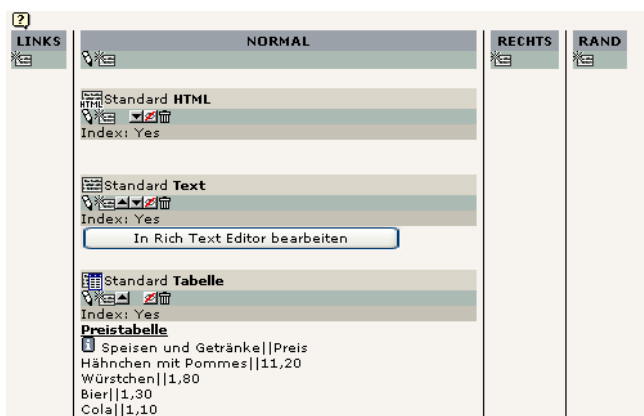 ?
LINKS NORMAL RECHTS RAND
HTML Standard HTML
Index: Yes
Standard Text
Index: Yes
In Rich Text Editor bearbeiten
Standard Tabelle
Index: Yes
Preistabelle
i Speisen und Getränke||Preis
Hähnchen mit Pommes||11,20
Würstchen||1,80
Bier||1,30
Cola||1,10